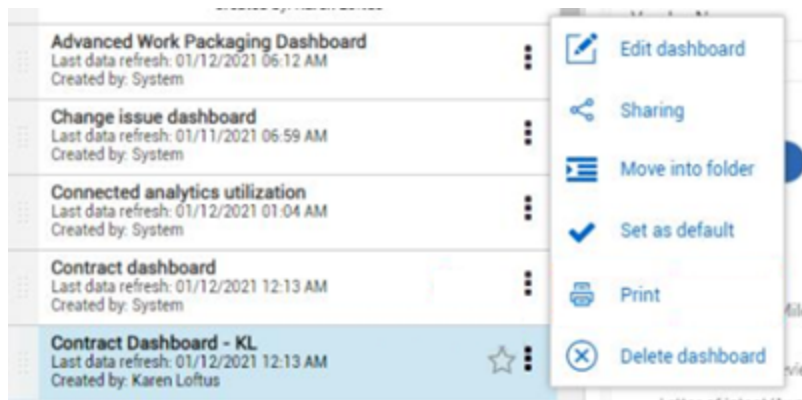 Advanced Work Packaging Dashboard
Last data refresh: 01/12/2021 06:12 AM
Created by: System
Change issue dashboard
Last data refresh: 01/11/2021 06:59 AM
Created by: System
Connected analytics utilization
Last data refresh: 01/12/2021 01:04 AM
Created by: System
Contract dashboard
Last data refresh: 01/12/2021 12:13 AM
Created by: System
Contract Dashboard - KL
Last data refresh: 01/12/2021 12:13 AM
Created by: Karen Loftus
Edit dashboard
Sharing
Move into folder
Set as default
Print
Delete dashboard